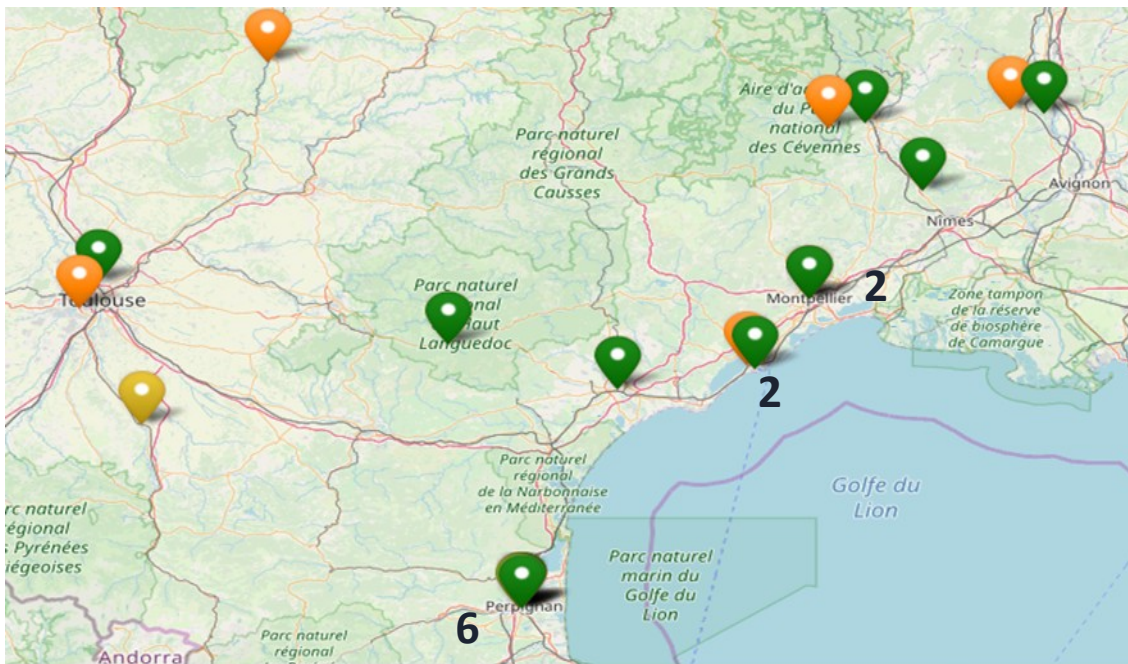 Aire d'a
du P
national
des Cévennes
Parc naturel
régional
des Grands
Causses
Avignon
Nîmes
Toulouse
Parc naturel
ional
Haut
Languedoc
Montpellier
2
Zone tampon
de la réserve
de biosphère
de Camargue
2
Parc naturel
régional
de la Narbonnaise
en Méditerranée
Golfe du
Lion
rc naturel
égional
s Pyrénées
iégeoises
Parc naturel
marin du
Golfe du
Lion
Perpignan
6
Parc naturel
régional
Andorra